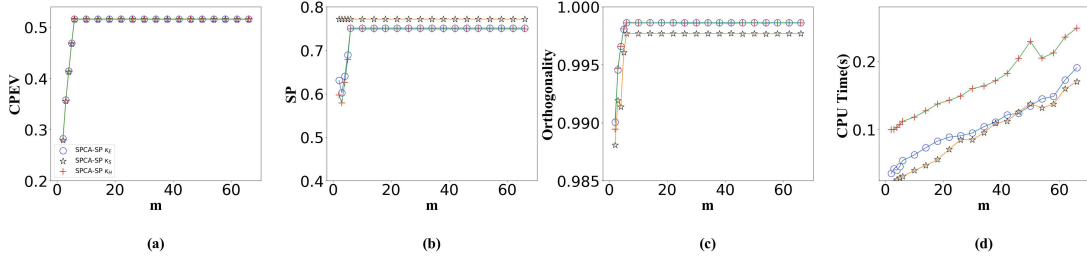 CPEV
0.5
0.4
0.3
0.2
0 20 40 60
m
SPCA-SP κE
SPCA-SP κS
SPCA-SP κH
(a)
SP
0.8
0.7
0.6
0.5
0.4
0 20 40 60
m
(b)
Orthogonality
1.000
0.995
0.990
0.985
0 20 40 60
m
(c)
CPU Time(s)
0.2
0.1
0 20 40 60
m
(d)